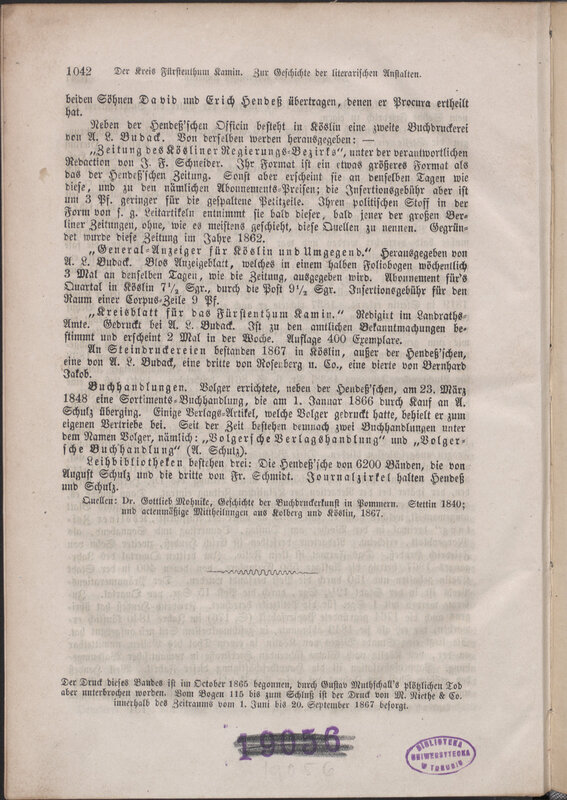 1042 Der Kreis Fürstenthum Kamin. Zur Geschichte der literarischen Anstalten.
beiden Söhnen David und Erich Hendeß übertragen, denen er Procura ertheilt
hat.
Neben der Hendeß'schen Officin besteht in Köslin eine zweite Buchdruckerei
von A. L. Budack. Von derselben werden herausgegeben: —
„Zeitung des Kösliner Regierungs-Bezirks“, unter der verantwortlichen
Redaction von J. F. Schneider. Ihr Format ist ein etwas größeres Format als
das der Hendeß'schen Zeitung. Sonst aber erscheint sie an denselben Tagen wie
diese, und zu den nämlichen Abonnements-Preisen; die Insertionsgebühr aber ist
um 3 Pf. geringer für die gespaltene Petitzeile. Ihren politischen Stoff in der
Form von s. g. Leitartikeln entnimmt sie bald dieser, bald jener der großen Ber-
liner Zeitungen, ohne, wie es meistens geschieht, diese Quellen zu nennen. Gegrün-
det wurde diese Zeitung im Jahre 1862.
„General-Anzeiger für Köslin und Umgegend.“ Herausgegeben von
A. L. Budack. Blos Anzeigeblatt, welches in einem halben Foliobogen wöchentlich
3 Mal an denselben Tagen, wie die Zeitung, ausgegeben wird. Abonnement für's
Quartal in Köslin 7½ Sgr., durch die Post 9½ Sgr. Insertionsgebühr für den
Raum einer Corpus-Zeile 9 Pf.
„Kreisblatt für das Fürstenthum Kamin.“ Redigirt im Landraths-
Amte. Gedruckt bei A. L. Budack. Ist zu den amtlichen Bekanntmachungen be-
stimmt und erscheint 2 Mal in der Woche. Auflage 400 Exemplare.
An Steindruckereien bestanden 1867 in Köslin, außer der Hendeß'schen,
eine von A. L. Budack, eine dritte von Rosenberg u. Co., eine vierte von Bernhard
Jakob.
Buchhandlungen. Volger errichtete, neben der Hendeß'schen, am 23. März
1848 eine Sortiments-Buchhandlung, die am 1. Januar 1866 durch Kauf an A.
Schulz überging. Einige Verlags-Artikel, welche Volger gedruckt hatte, behielt er zum
eigenen Vertriebe bei. Seit der Zeit bestehen demnach zwei Buchhandlungen unter
dem Namen Volger, nämlich: „Volgersche Verlagshandlung“ und „Volger-
sche Buchhandlung“ (A. Schulz).
Leihbibliotheken bestehen drei: Die Hendeß'sche von 6200 Bänden, die von
August Schulz und die dritte von Fr. Schmidt. Journalzirkel halten Hendeß
und Schulz.
Quellen: Dr. Gottlieb Mohnike, Geschichte der Buchdruckerkunst in Pommern. Stettin 1840;
und actenmäßige Mittheilungen aus Kolberg und Köslin, 1867.
Der Druck dieses Bandes ist im October 1865 begonnen, durch Gustav Muthschall's plötzlichen Tod
aber unterbrochen worden. Vom Bogen 115 bis zum Schluß ist der Druck von M. Niethe & Co.
innerhalb des Zeitraums vom 1. Juni bis 20. September 1867 besorgt.
19056
19056
BIBLIOTEKA
UNIWERSYTECKA
W TORUNIU